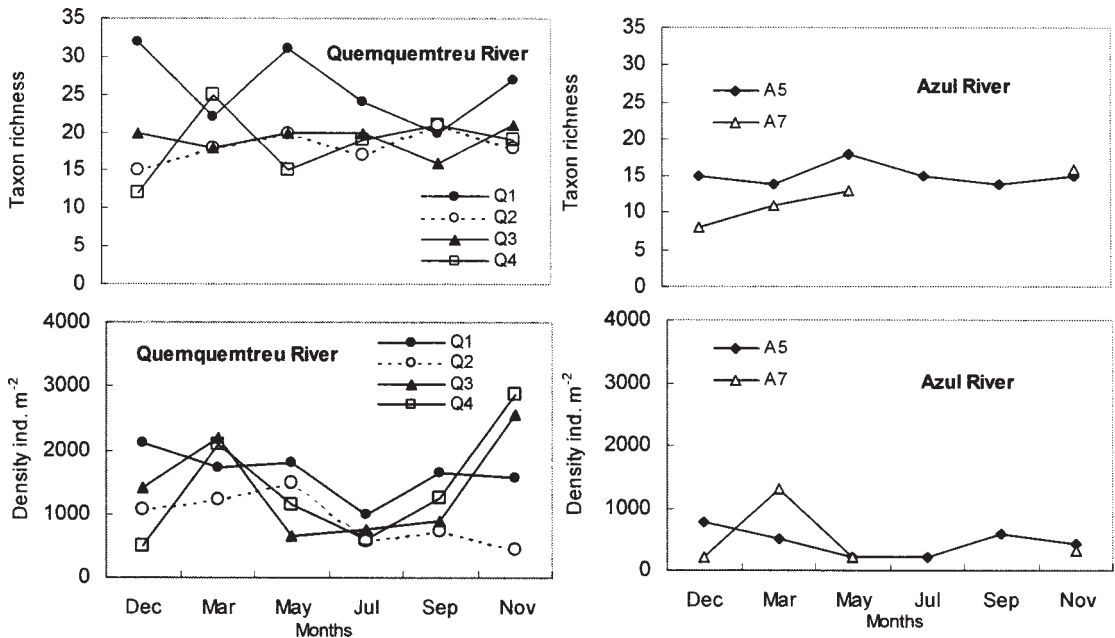 Quemquemtreu River
Taxon richness
35
30
25
20
15
10
5
0
Q1
Q2
Q3
Q4
Azul River
Taxon richness
35
30
25
20
15
10
5
0
A5
A7
Quemquemtreu River
Density ind. m-2
4000
3000
2000
1000
0
Q1
Q2
Q3
Q4
Dec Mar May Jul Sep Nov
Months
Azul River
Density ind. m-2
4000
3000
2000
1000
0
A5
A7
Dec Mar May Jul Sep Nov
Months